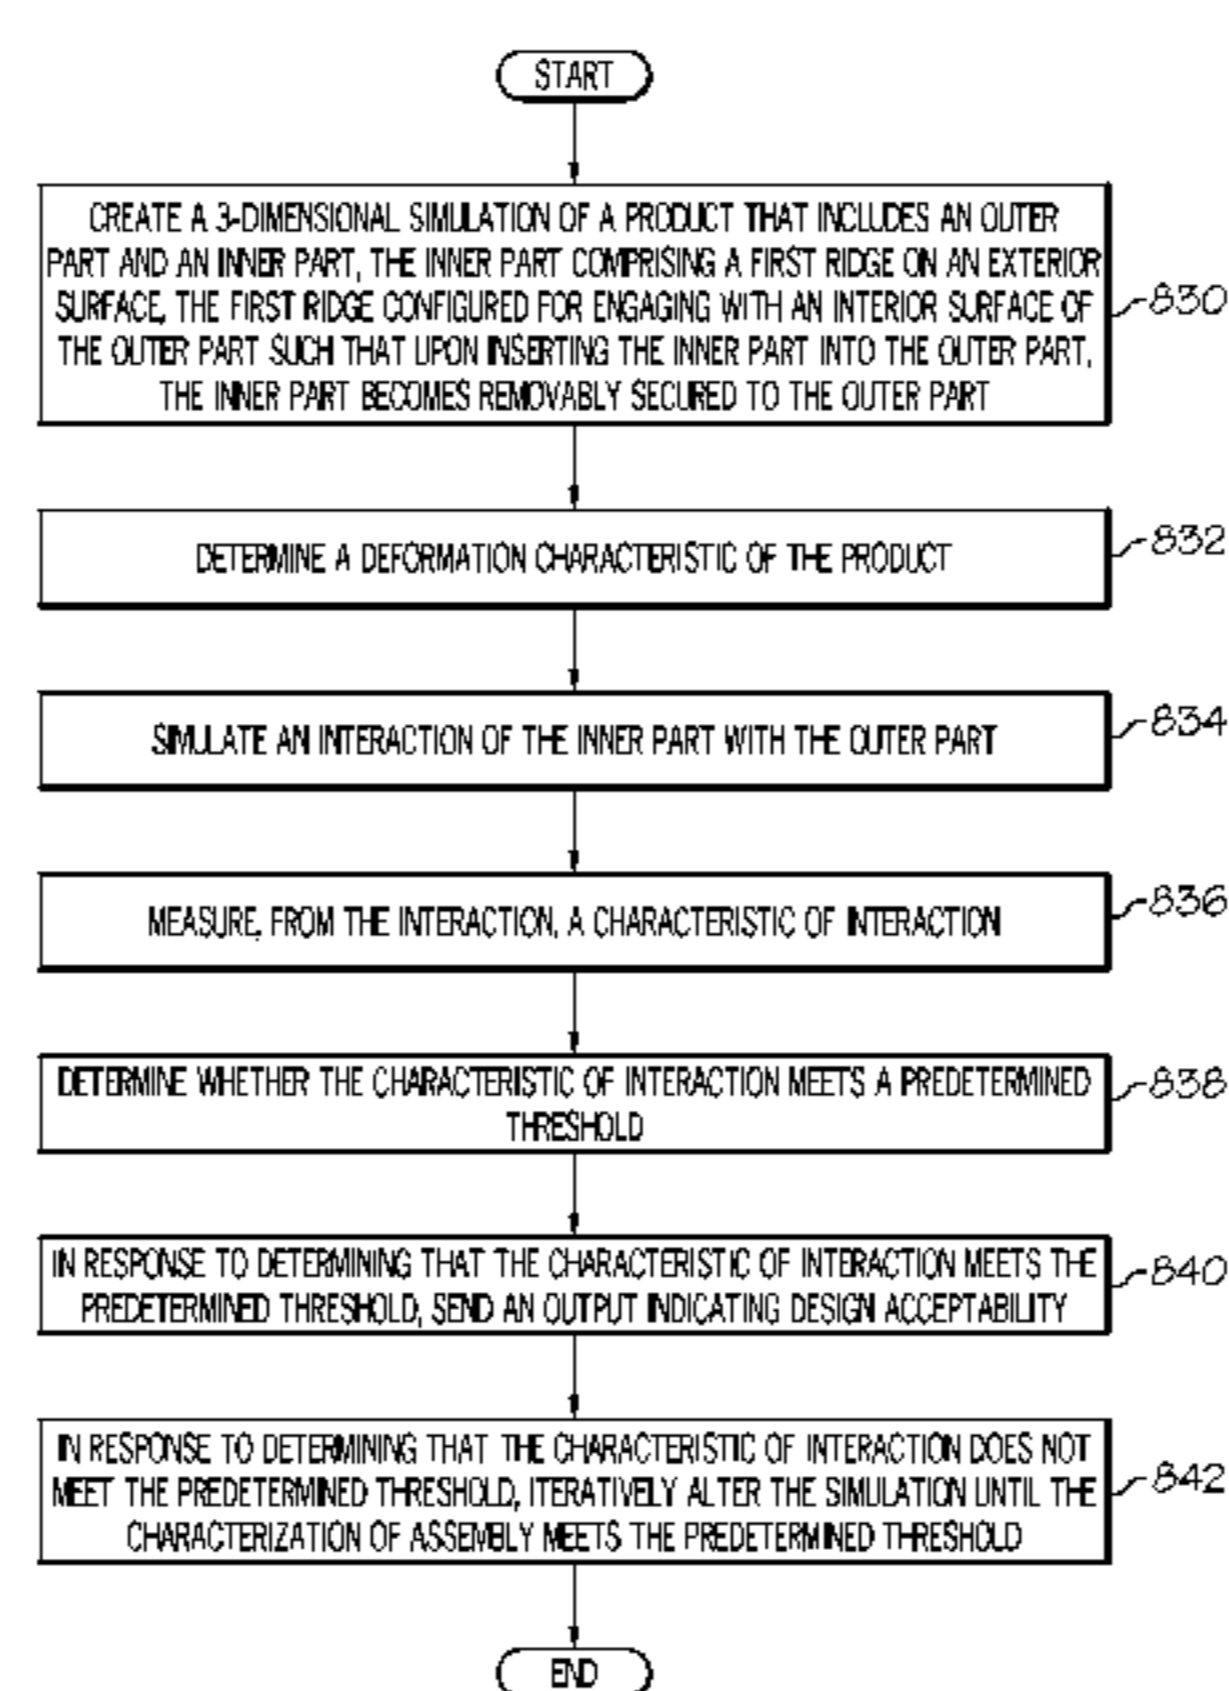 START
CREATE A 3-DIMENSIONAL SIMULATION OF A PRODUCT THAT INCLUDES AN OUTER
PART AND AN INNER PART, THE INNER PART COMPRISING A FIRST RIDGE ON AN EXTERIOR
SURFACE, THE FIRST RIDGE CONFIGURED FOR ENGAGING WITH AN INTERIOR SURFACE OF
THE OUTER PART SUCH THAT UPON INSERTING THE INNER PART INTO THE OUTER PART,
THE INNER PART BECOMES REMOVABLY SECURED TO THE OUTER PART
830
DETERMINE A DEFORMATION CHARACTERISTIC OF THE PRODUCT
832
SIMULATE AN INTERACTION OF THE INNER PART WITH THE OUTER PART
834
MEASURE, FROM THE INTERACTION, A CHARACTERISTIC OF INTERACTION
836
DETERMINE WHETHER THE CHARACTERISTIC OF INTERACTION MEETS A PREDETERMINED
THRESHOLD
838
IN RESPONSE TO DETERMINING THAT THE CHARACTERISTIC OF INTERACTION MEETS THE
PREDETERMINED THRESHOLD, SEND AN OUTPUT INDICATING DESIGN ACCEPTABILITY
840
IN RESPONSE TO DETERMINING THAT THE CHARACTERISTIC OF INTERACTION DOES NOT
MEET THE PREDETERMINED THRESHOLD, ITERATIVELY ALTER THE SIMULATION UNTIL THE
CHARACTERIZATION OF ASSEMBLY MEETS THE PREDETERMINED THRESHOLD
842
END